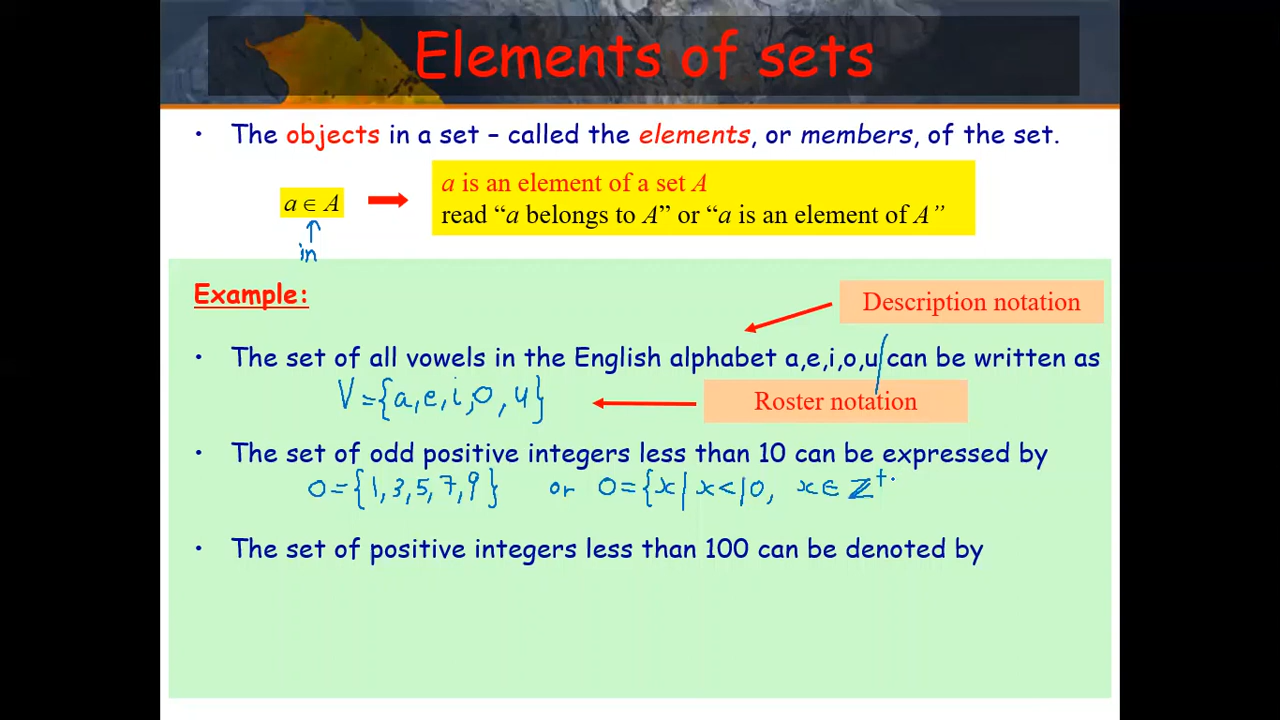 Elements of sets
• The objects in a set – called the elements, or members, of the set.
a ∈ A
a is an element of a set A
read “a belongs to A” or “a is an element of A”
in
Example:
Description notation
• The set of all vowels in the English alphabet a,e,i,o,u can be written as
V={a,e,i,o,u}
Roster notation
• The set of odd positive integers less than 10 can be expressed by
O={1,3,5,7,9} or O={x|x<10, x∈ℤ⁺
• The set of positive integers less than 100 can be denoted by